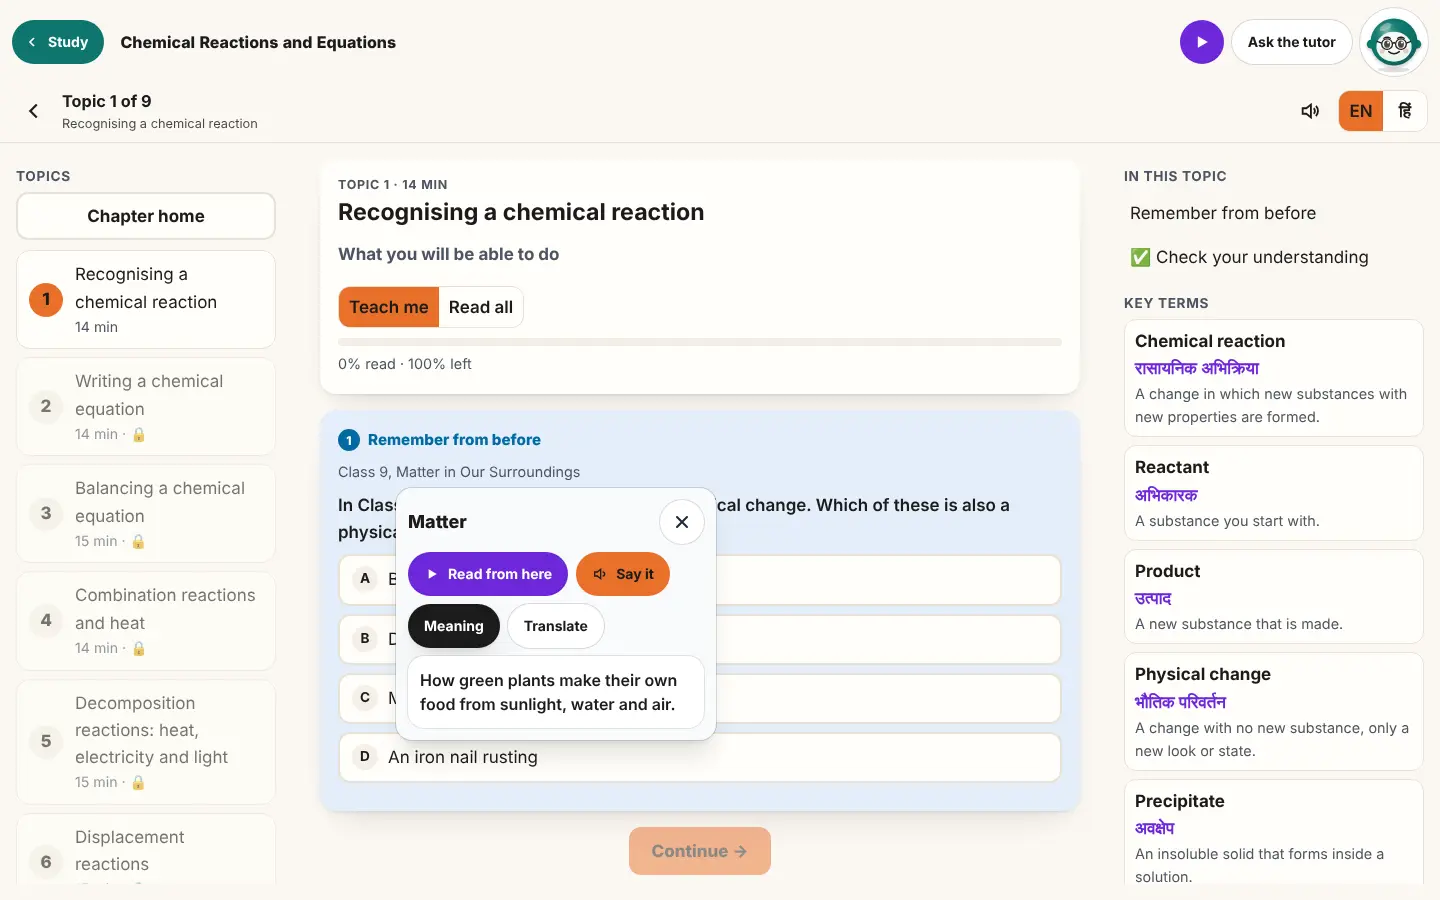 Study
Chemical Reactions and Equations
Ask the tutor
Topic 1 of 9
Recognising a chemical reaction
EN
हिं
TOPICS
Chapter home
1
Recognising a
chemical reaction
14 min
2
Writing a chemical
equation
14 min ·
3
Balancing a chemical
equation
15 min ·
4
Combination reactions
and heat
14 min ·
5
Decomposition
reactions: heat,
electricity and light
15 min ·
6
Displacement
reactions
TOPIC 1 · 14 MIN
Recognising a chemical reaction
What you will be able to do
Teach me
Read all
0% read · 100% left
1 Remember from before
Class 9, Matter in Our Surroundings
In Clas cal change. Which of these is also a
physica
Matter
Read from here
Say it
Meaning
Translate
How green plants make their own
food from sunlight, water and air.
A
B
C
D An iron nail rusting
Continue →
IN THIS TOPIC
Remember from before
✅ Check your understanding
KEY TERMS
Chemical reaction
रासायनिक अभिक्रिया
A change in which new substances with
new properties are formed.
Reactant
अभिकारक
A substance you start with.
Product
उत्पाद
A new substance that is made.
Physical change
भौतिक परिवर्तन
A change with no new substance, only a
new look or state.
Precipitate
अवक्षेप
An insoluble solid that forms inside a
solution.